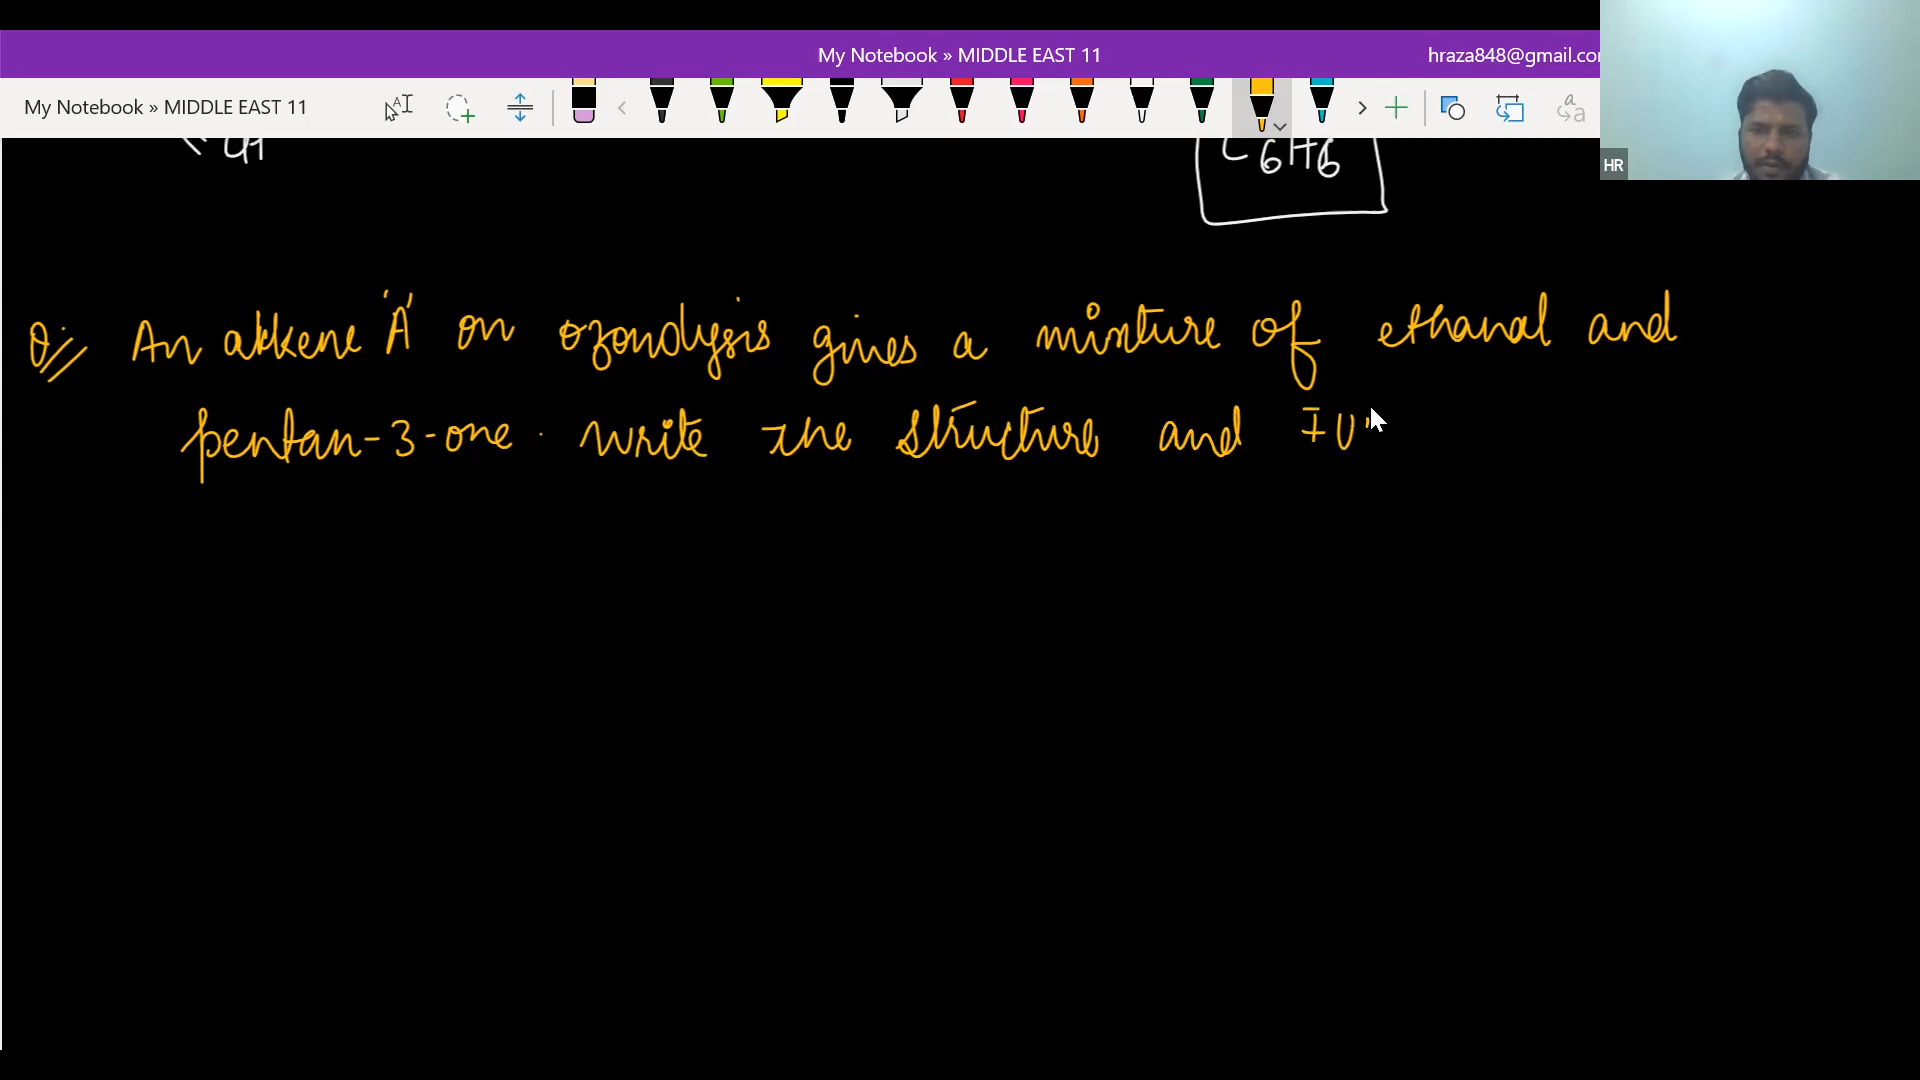 My Notebook » MIDDLE EAST 11
hraza848@gmail.co
My Notebook » MIDDLE EAST 11
HR
C6H6
Q:// An alkene 'A' on ozonolysis gives a mixture of ethanal and
pentan-3-one. write the structure and IU